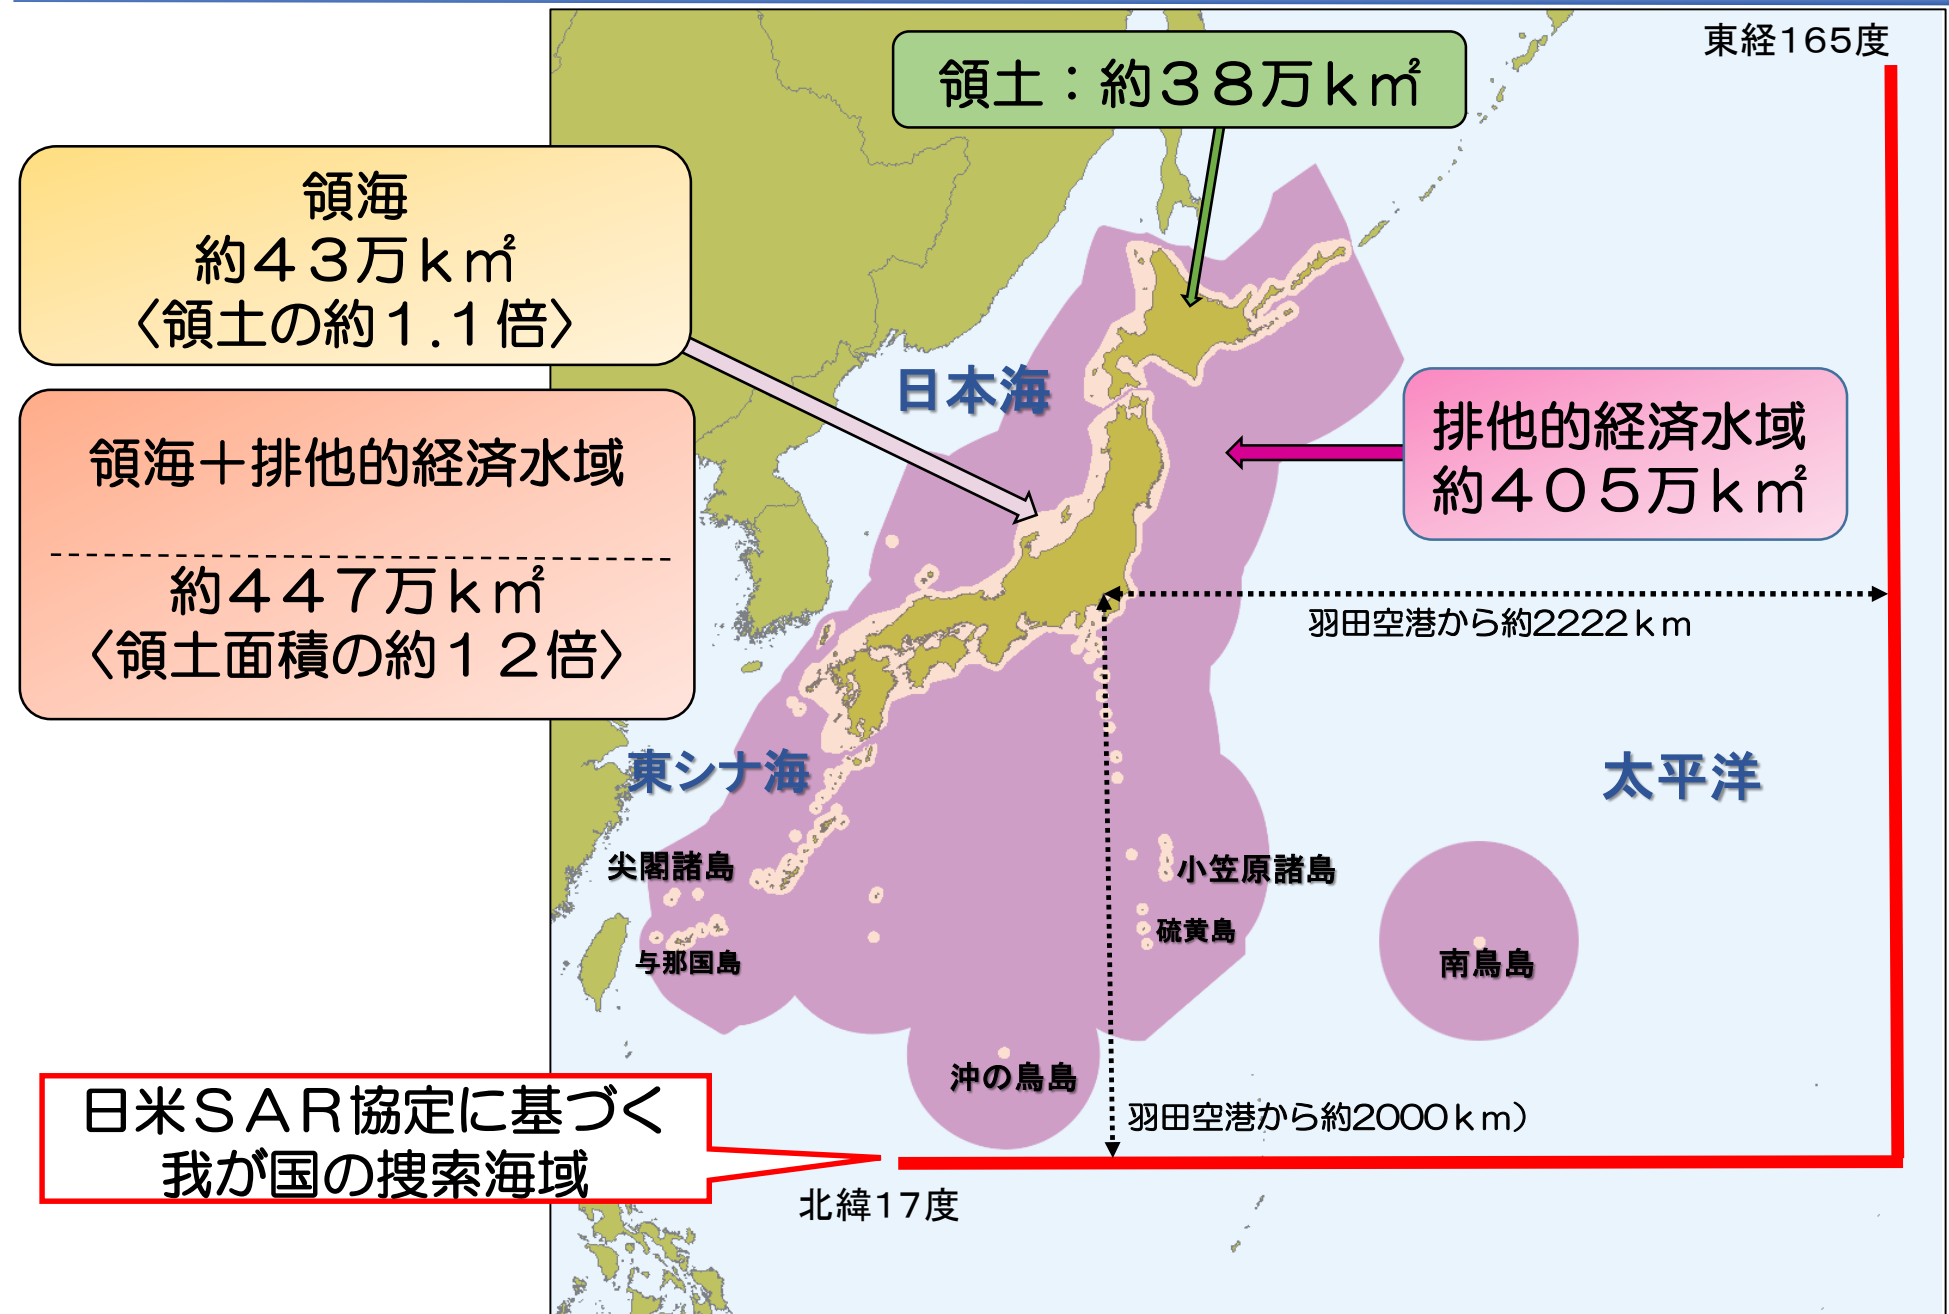 東経165度
領土：約３８万ｋ㎡
領海
約４３万ｋ㎡
〈領土の約１.１倍〉
領海＋排他的経済水域
約４４７万ｋ㎡
〈領土面積の約１２倍〉
日本海
排他的経済水域
約４０５万ｋ㎡
羽田空港から約2222ｋｍ
東シナ海
太平洋
尖閣諸島
小笠原諸島
硫黄島
与那国島
南鳥島
沖の鳥島
日米ＳＡＲ協定に基づく
我が国の捜索海域
羽田空港から約2000ｋｍ）
北緯17度